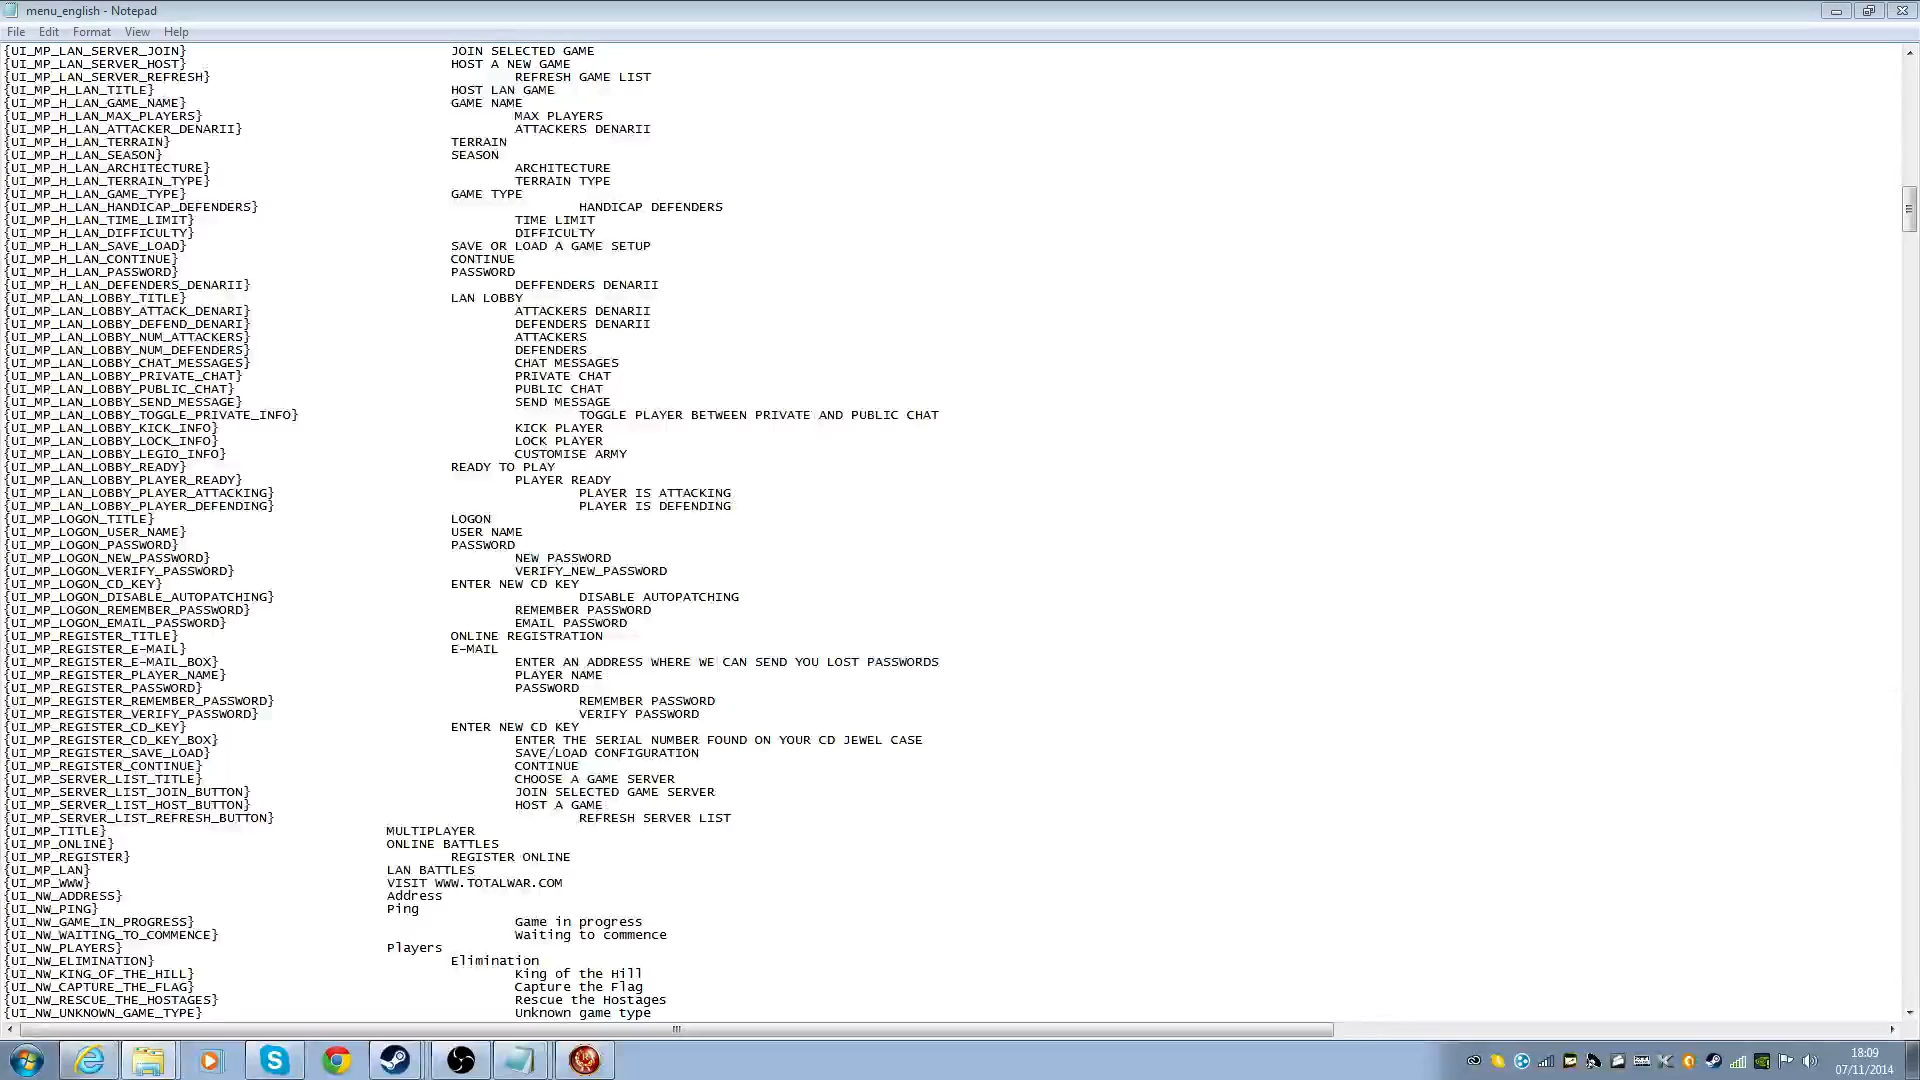 menu_english - Notepad
File Edit Format View Help
{UI_MP_LAN_SERVER_JOIN} JOIN SELECTED GAME
{UI_MP_LAN_SERVER_HOST} HOST A NEW GAME
{UI_MP_LAN_SERVER_REFRESH} REFRESH GAME LIST
{UI_MP_H_LAN_TITLE} HOST LAN GAME
{UI_MP_H_LAN_GAME_NAME} GAME NAME
{UI_MP_H_LAN_MAX_PLAYERS} MAX PLAYERS
{UI_MP_H_LAN_ATTACKER_DENARII} ATTACKERS DENARII
{UI_MP_H_LAN_TERRAIN} TERRAIN
{UI_MP_H_LAN_SEASON} SEASON
{UI_MP_H_LAN_ARCHITECTURE} ARCHITECTURE
{UI_MP_H_LAN_TERRAIN_TYPE} TERRAIN TYPE
{UI_MP_H_LAN_GAME_TYPE} GAME TYPE
{UI_MP_H_LAN_HANDICAP_DEFENDERS} HANDICAP DEFENDERS
{UI_MP_H_LAN_TIME_LIMIT} TIME LIMIT
{UI_MP_H_LAN_DIFFICULTY} DIFFICULTY
{UI_MP_H_LAN_SAVE_LOAD} SAVE OR LOAD A GAME SETUP
{UI_MP_H_LAN_CONTINUE} CONTINUE
{UI_MP_H_LAN_PASSWORD} PASSWORD
{UI_MP_H_LAN_DEFENDERS_DENARII} DEFFENDERS DENARII
{UI_MP_LAN_LOBBY_TITLE} LAN LOBBY
{UI_MP_LAN_LOBBY_ATTACK_DENARI} ATTACKERS DENARII
{UI_MP_LAN_LOBBY_DEFEND_DENARI} DEFENDERS DENARII
{UI_MP_LAN_LOBBY_NUM_ATTACKERS} ATTACKERS
{UI_MP_LAN_LOBBY_NUM_DEFENDERS} DEFENDERS
{UI_MP_LAN_LOBBY_CHAT_MESSAGES} CHAT MESSAGES
{UI_MP_LAN_LOBBY_PRIVATE_CHAT} PRIVATE CHAT
{UI_MP_LAN_LOBBY_PUBLIC_CHAT} PUBLIC CHAT
{UI_MP_LAN_LOBBY_SEND_MESSAGE} SEND MESSAGE
{UI_MP_LAN_LOBBY_TOGGLE_PRIVATE_INFO} TOGGLE PLAYER BETWEEN PRIVATE AND PUBLIC CHAT
{UI_MP_LAN_LOBBY_KICK_INFO} KICK PLAYER
{UI_MP_LAN_LOBBY_LOCK_INFO} LOCK PLAYER
{UI_MP_LAN_LOBBY_LEGIO_INFO} CUSTOMISE ARMY
{UI_MP_LAN_LOBBY_READY} READY TO PLAY
{UI_MP_LAN_LOBBY_PLAYER_READY} PLAYER READY
{UI_MP_LAN_LOBBY_PLAYER_ATTACKING} PLAYER IS ATTACKING
{UI_MP_LAN_LOBBY_PLAYER_DEFENDING} PLAYER IS DEFENDING
{UI_MP_LOGON_TITLE} LOGON
{UI_MP_LOGON_USER_NAME} USER NAME
{UI_MP_LOGON_PASSWORD} PASSWORD
{UI_MP_LOGON_NEW_PASSWORD} NEW PASSWORD
{UI_MP_LOGON_VERIFY_PASSWORD} VERIFY_NEW_PASSWORD
{UI_MP_LOGON_CD_KEY} ENTER NEW CD KEY
{UI_MP_LOGON_DISABLE_AUTOPATCHING} DISABLE AUTOPATCHING
{UI_MP_LOGON_REMEMBER_PASSWORD} REMEMBER PASSWORD
{UI_MP_LOGON_EMAIL_PASSWORD} EMAIL PASSWORD
{UI_MP_REGISTER_TITLE} ONLINE REGISTRATION
{UI_MP_REGISTER_E-MAIL} E-MAIL
{UI_MP_REGISTER_E-MAIL_BOX} ENTER AN ADDRESS WHERE WE CAN SEND YOU LOST PASSWORDS
{UI_MP_REGISTER_PLAYER_NAME} PLAYER NAME
{UI_MP_REGISTER_PASSWORD} PASSWORD
{UI_MP_REGISTER_REMEMBER_PASSWORD} REMEMBER PASSWORD
{UI_MP_REGISTER_VERIFY_PASSWORD} VERIFY PASSWORD
{UI_MP_REGISTER_CD_KEY} ENTER NEW CD KEY
{UI_MP_REGISTER_CD_KEY_BOX} ENTER THE SERIAL NUMBER FOUND ON YOUR CD JEWEL CASE
{UI_MP_REGISTER_SAVE_LOAD} SAVE/LOAD CONFIGURATION
{UI_MP_REGISTER_CONTINUE} CONTINUE
{UI_MP_SERVER_LIST_TITLE} CHOOSE A GAME SERVER
{UI_MP_SERVER_LIST_JOIN_BUTTON} JOIN SELECTED GAME SERVER
{UI_MP_SERVER_LIST_HOST_BUTTON} HOST A GAME
{UI_MP_SERVER_LIST_REFRESH_BUTTON} REFRESH SERVER LIST
{UI_MP_TITLE} MULTIPLAYER
{UI_MP_ONLINE} ONLINE BATTLES
{UI_MP_REGISTER} REGISTER ONLINE
{UI_MP_LAN} LAN BATTLES
{UI_MP_WWW} VISIT WWW.TOTALWAR.COM
{UI_NW_ADDRESS} Address
{UI_NW_PING} Ping
{UI_NW_GAME_IN_PROGRESS} Game in progress
{UI_NW_WAITING_TO_COMMENCE} Waiting to commence
{UI_NW_PLAYERS} Players
{UI_NW_ELIMINATION} Elimination
{UI_NW_KING_OF_THE_HILL} King of the Hill
{UI_NW_CAPTURE_THE_FLAG} Capture the Flag
{UI_NW_RESCUE_THE_HOSTAGES} Rescue the Hostages
{UI_NW_UNKNOWN_GAME_TYPE} Unknown game type
18:09
07/11/2014